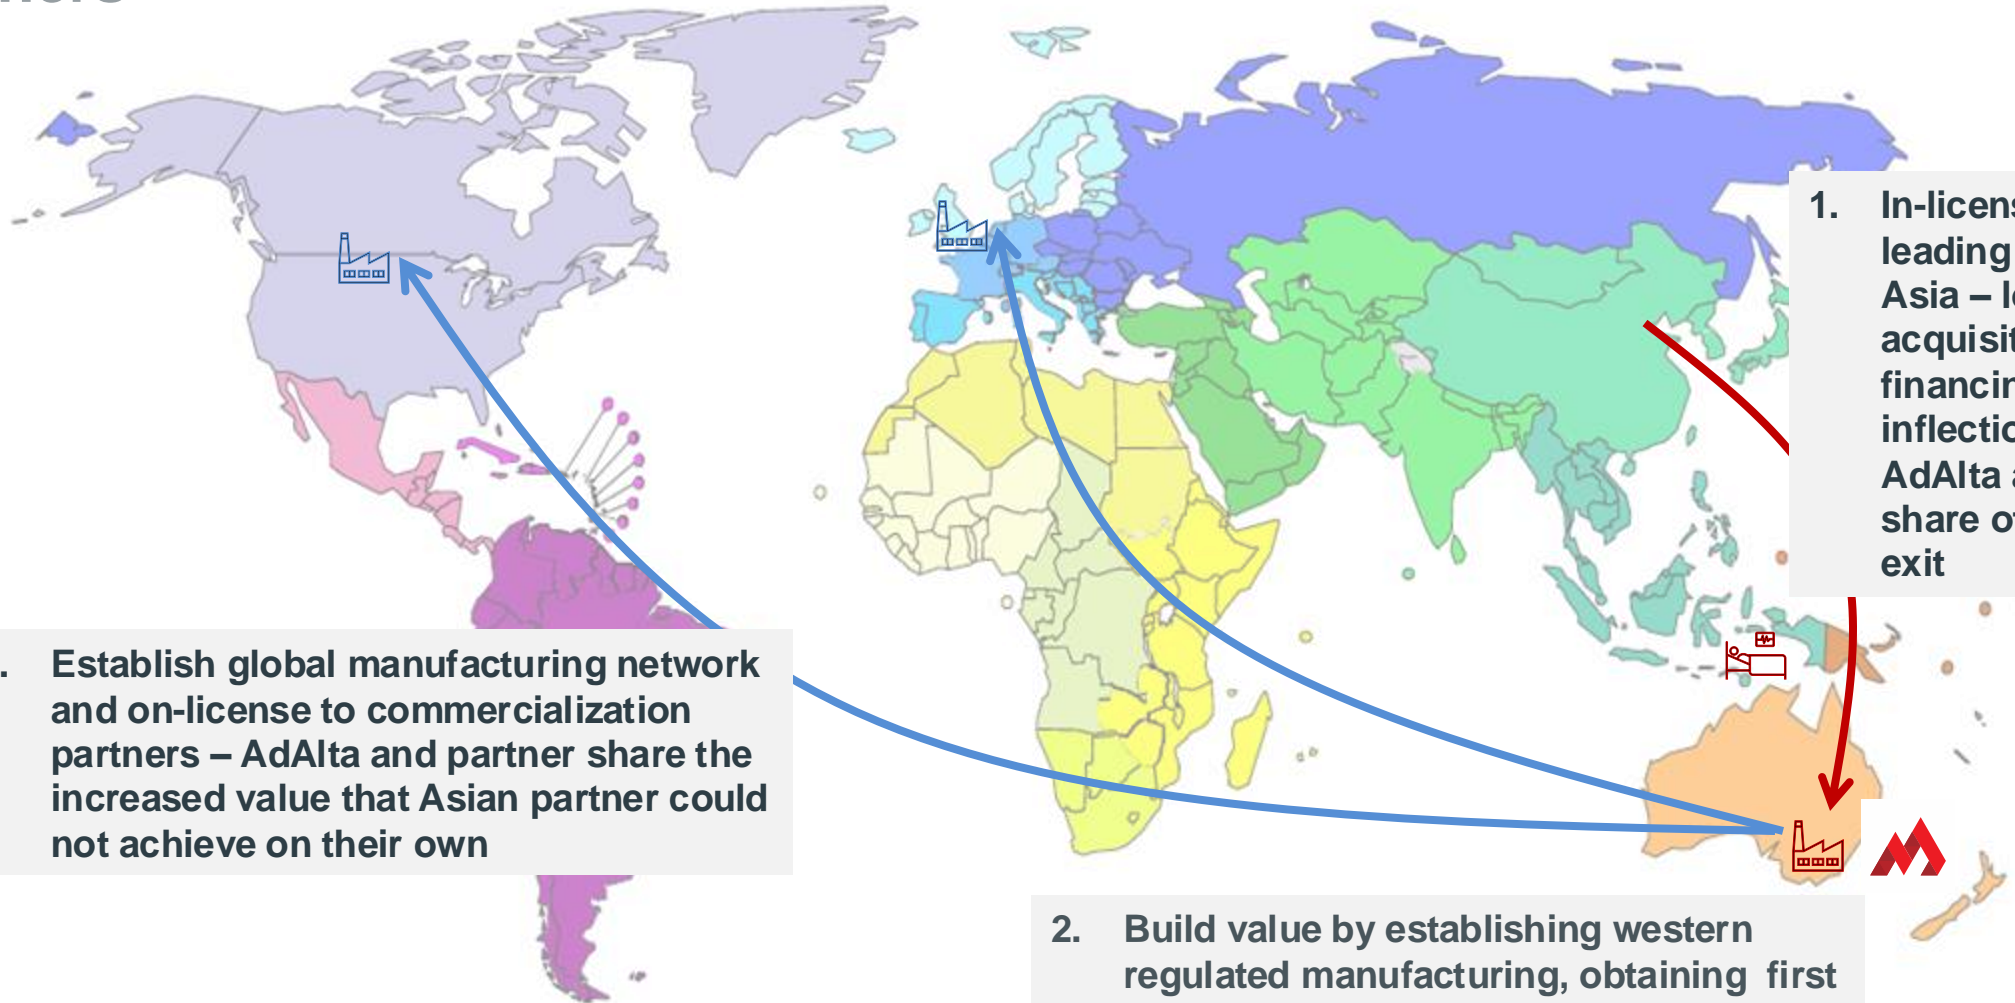 1. In-licens
leading
Asia – l
acquisit
financin
inflectio
AdAlta a
share o
exit
. Establish global manufacturing network
and on-license to commercialization
partners – AdAlta and partner share the
increased value that Asian partner could
not achieve on their own
2. Build value by establishing western
regulated manufacturing, obtaining first